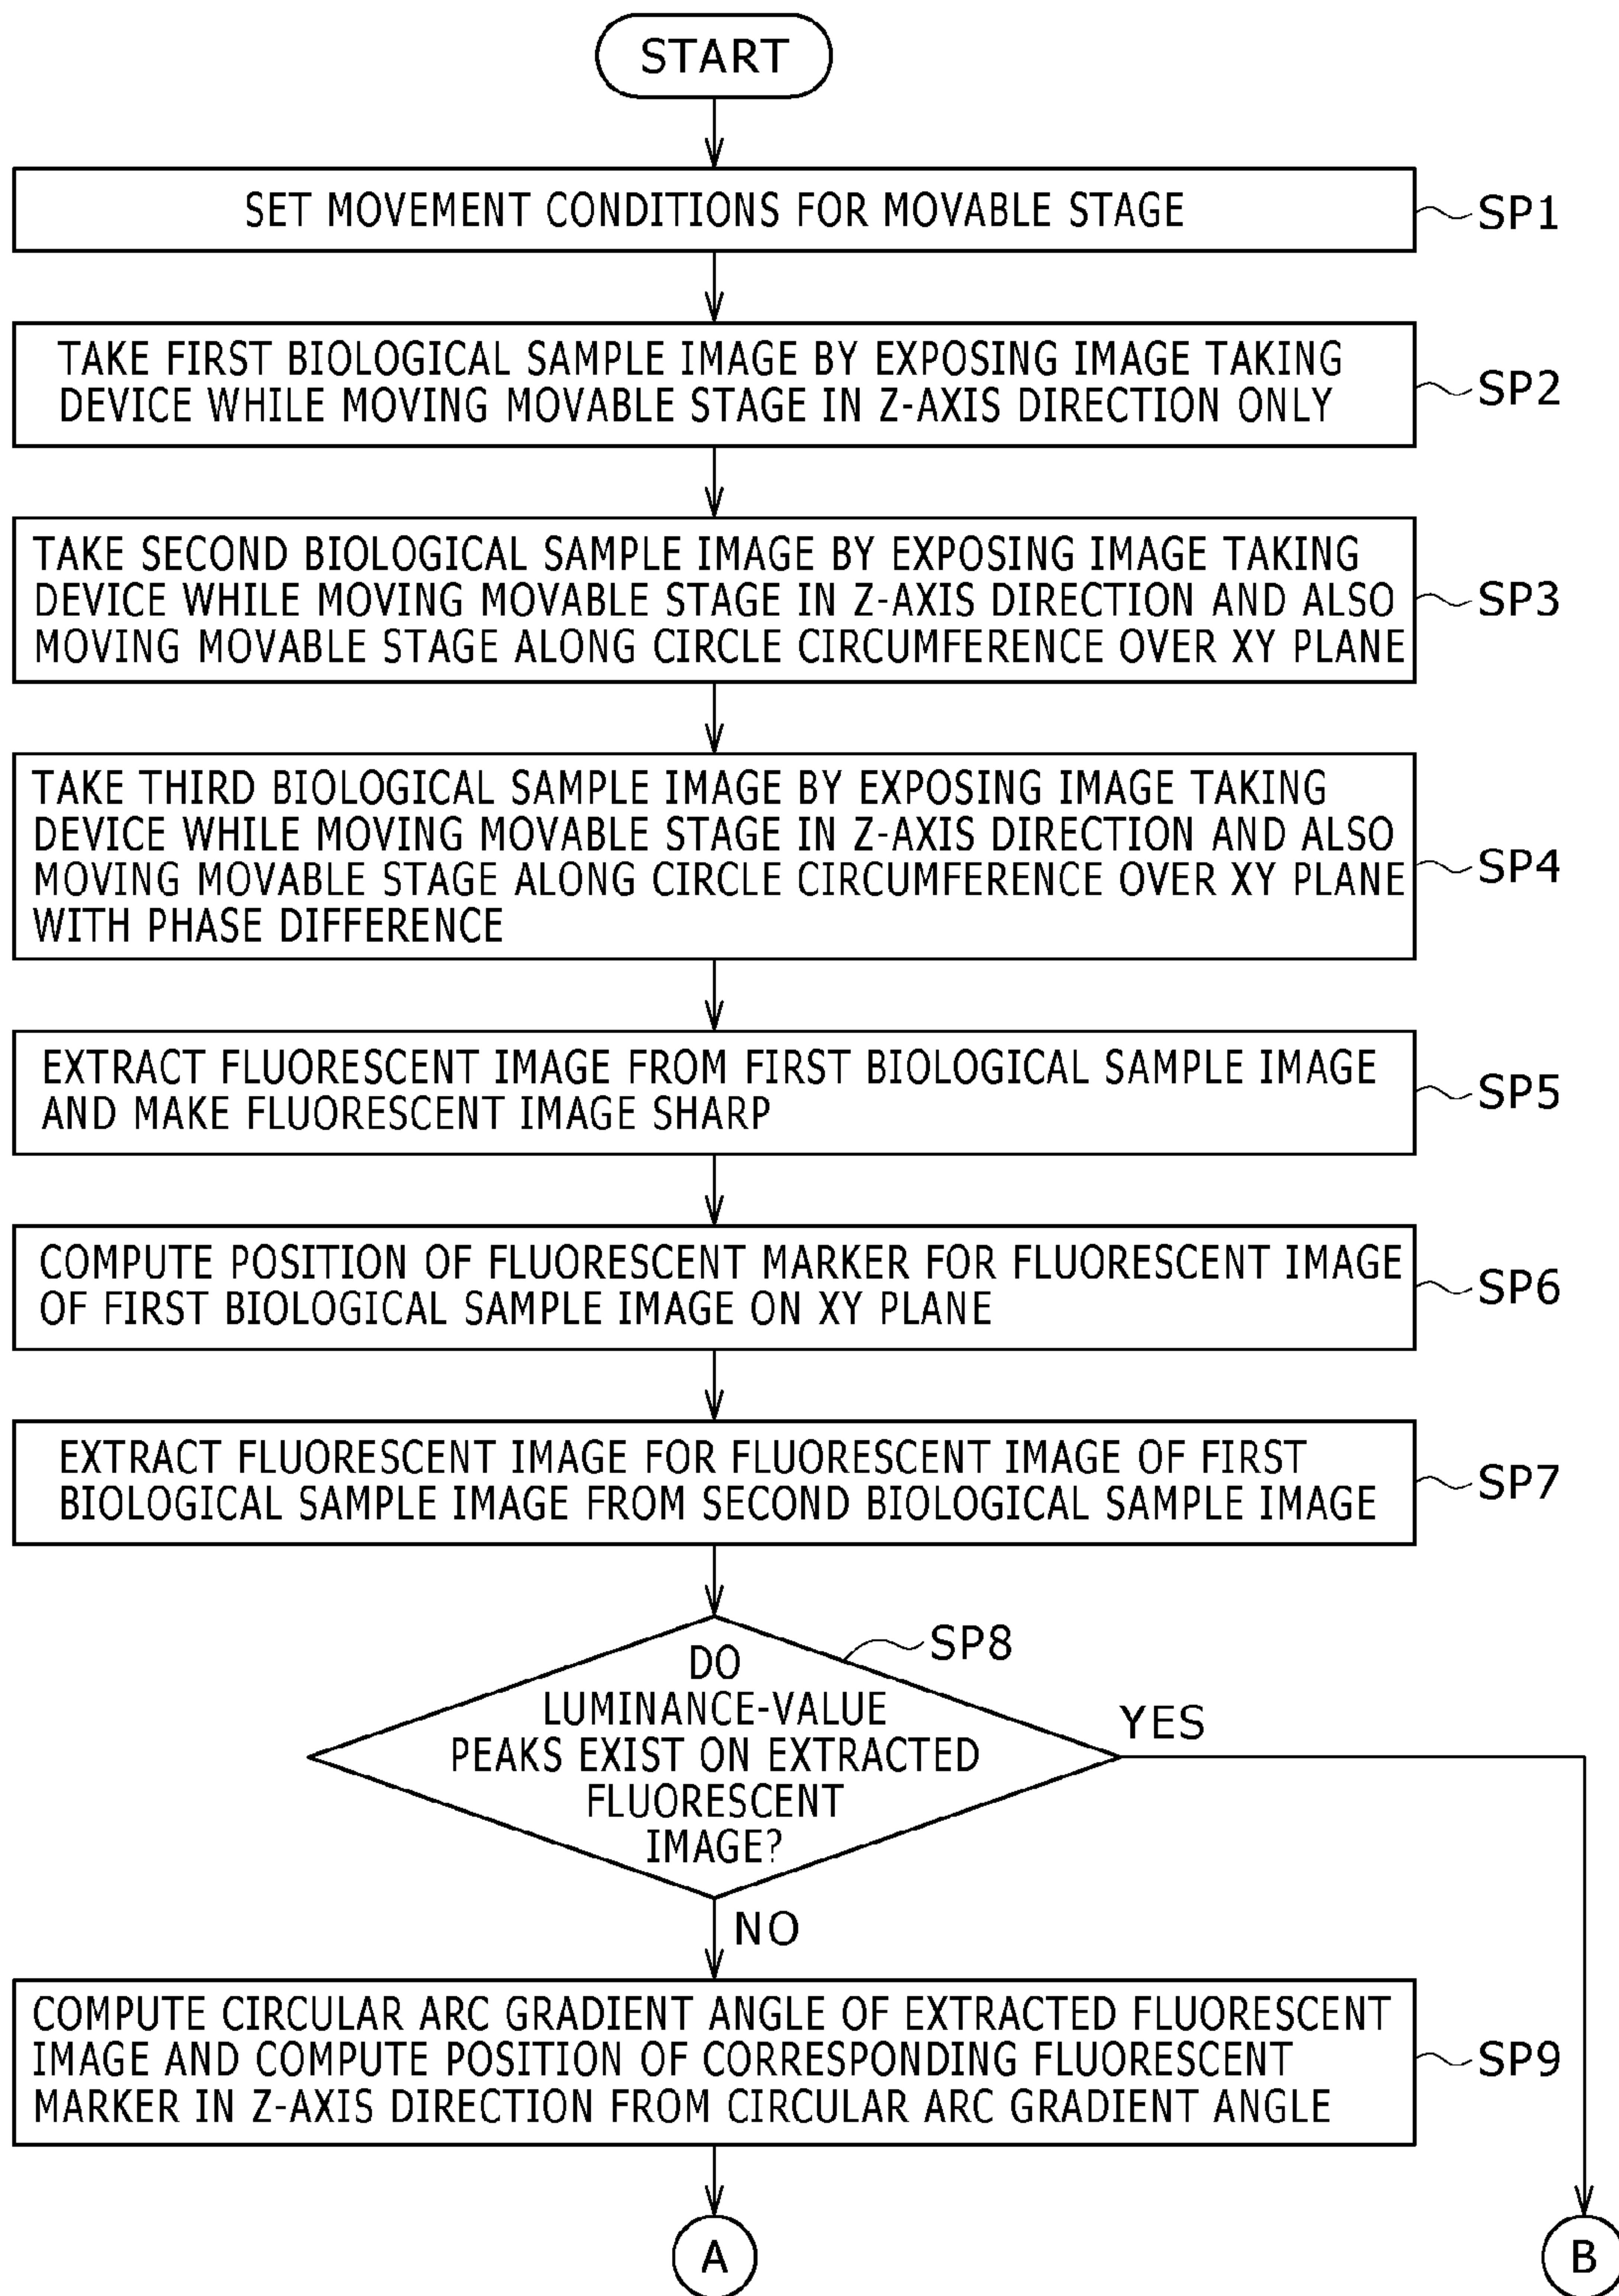 START
SET MOVEMENT CONDITIONS FOR MOVABLE STAGE
SP1
TAKE FIRST BIOLOGICAL SAMPLE IMAGE BY EXPOSING IMAGE TAKING
DEVICE WHILE MOVING MOVABLE STAGE IN Z-AXIS DIRECTION ONLY
SP2
TAKE SECOND BIOLOGICAL SAMPLE IMAGE BY EXPOSING IMAGE TAKING
DEVICE WHILE MOVING MOVABLE STAGE IN Z-AXIS DIRECTION AND ALSO
MOVING MOVABLE STAGE ALONG CIRCLE CIRCUMFERENCE OVER XY PLANE
SP3
TAKE THIRD BIOLOGICAL SAMPLE IMAGE BY EXPOSING IMAGE TAKING
DEVICE WHILE MOVING MOVABLE STAGE IN Z-AXIS DIRECTION AND ALSO
MOVING MOVABLE STAGE ALONG CIRCLE CIRCUMFERENCE OVER XY PLANE
WITH PHASE DIFFERENCE
SP4
EXTRACT FLUORESCENT IMAGE FROM FIRST BIOLOGICAL SAMPLE IMAGE
AND MAKE FLUORESCENT IMAGE SHARP
SP5
COMPUTE POSITION OF FLUORESCENT MARKER FOR FLUORESCENT IMAGE
OF FIRST BIOLOGICAL SAMPLE IMAGE ON XY PLANE
SP6
EXTRACT FLUORESCENT IMAGE FOR FLUORESCENT IMAGE OF FIRST
BIOLOGICAL SAMPLE IMAGE FROM SECOND BIOLOGICAL SAMPLE IMAGE
SP7
SP8
DO
LUMINANCE-VALUE
PEAKS EXIST ON EXTRACTED
FLUORESCENT
IMAGE?
YES
NO
COMPUTE CIRCULAR ARC GRADIENT ANGLE OF EXTRACTED FLUORESCENT
IMAGE AND COMPUTE POSITION OF CORRESPONDING FLUORESCENT
MARKER IN Z-AXIS DIRECTION FROM CIRCULAR ARC GRADIENT ANGLE
SP9
A
B